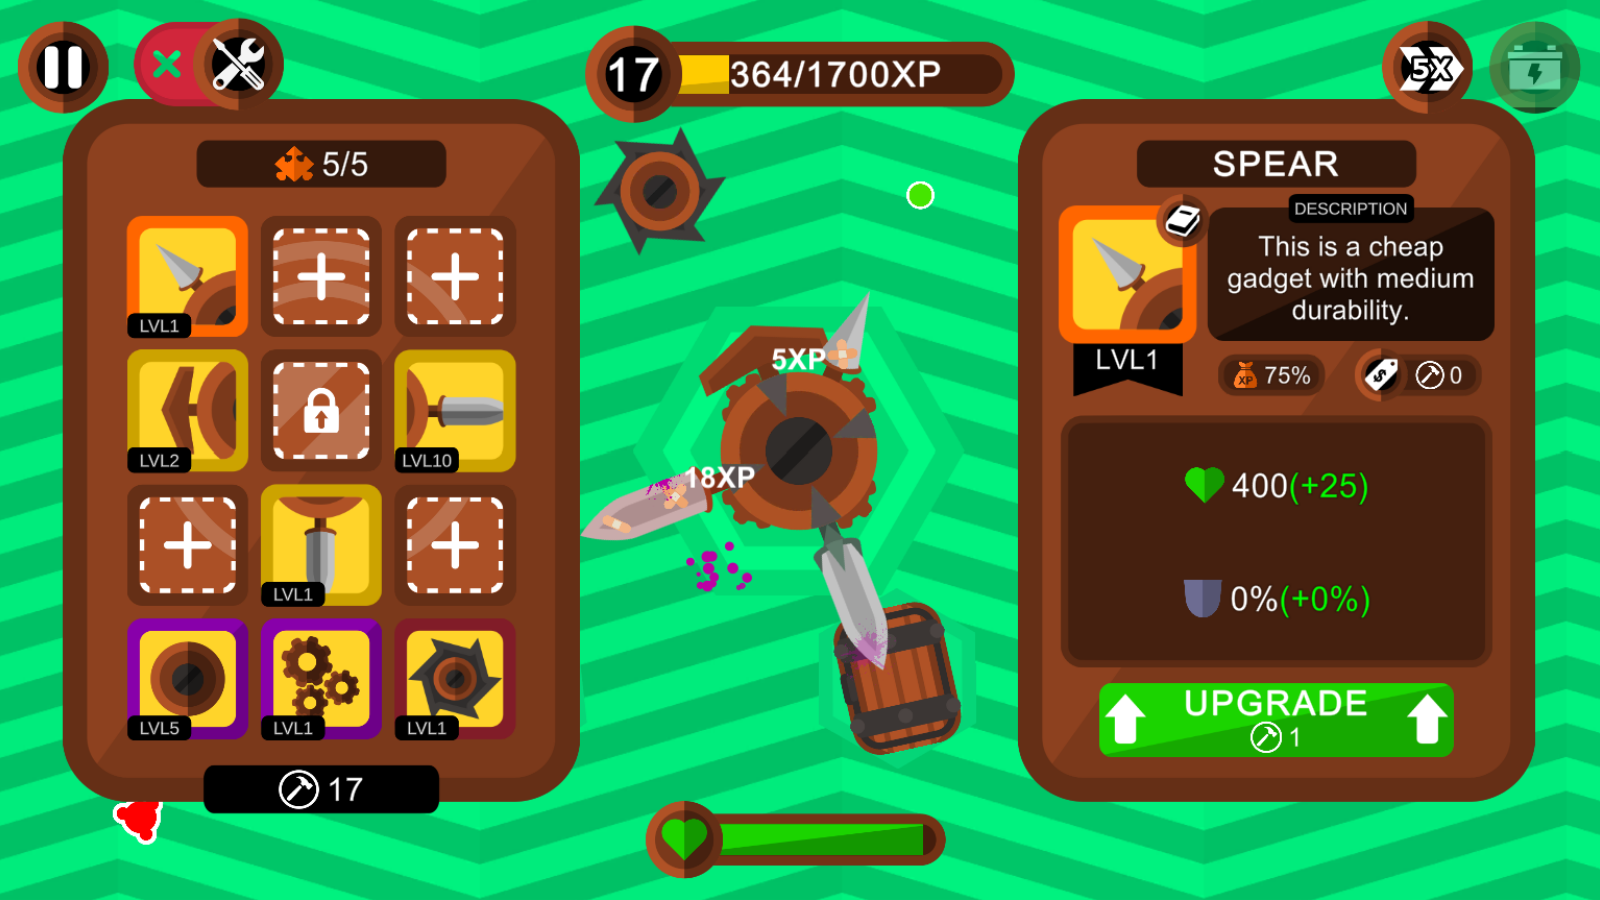 17
364/1700XP
5X
5/5
LVL1
LVL2
LVL10
LVL1
LVL5
LVL1
LVL1
17
5XP
18XP
SPEAR
DESCRIPTION
This is a cheap
gadget with medium
durability.
LVL1
XP
75%
$
0
400(+25)
0%(+0%)
UPGRADE
1